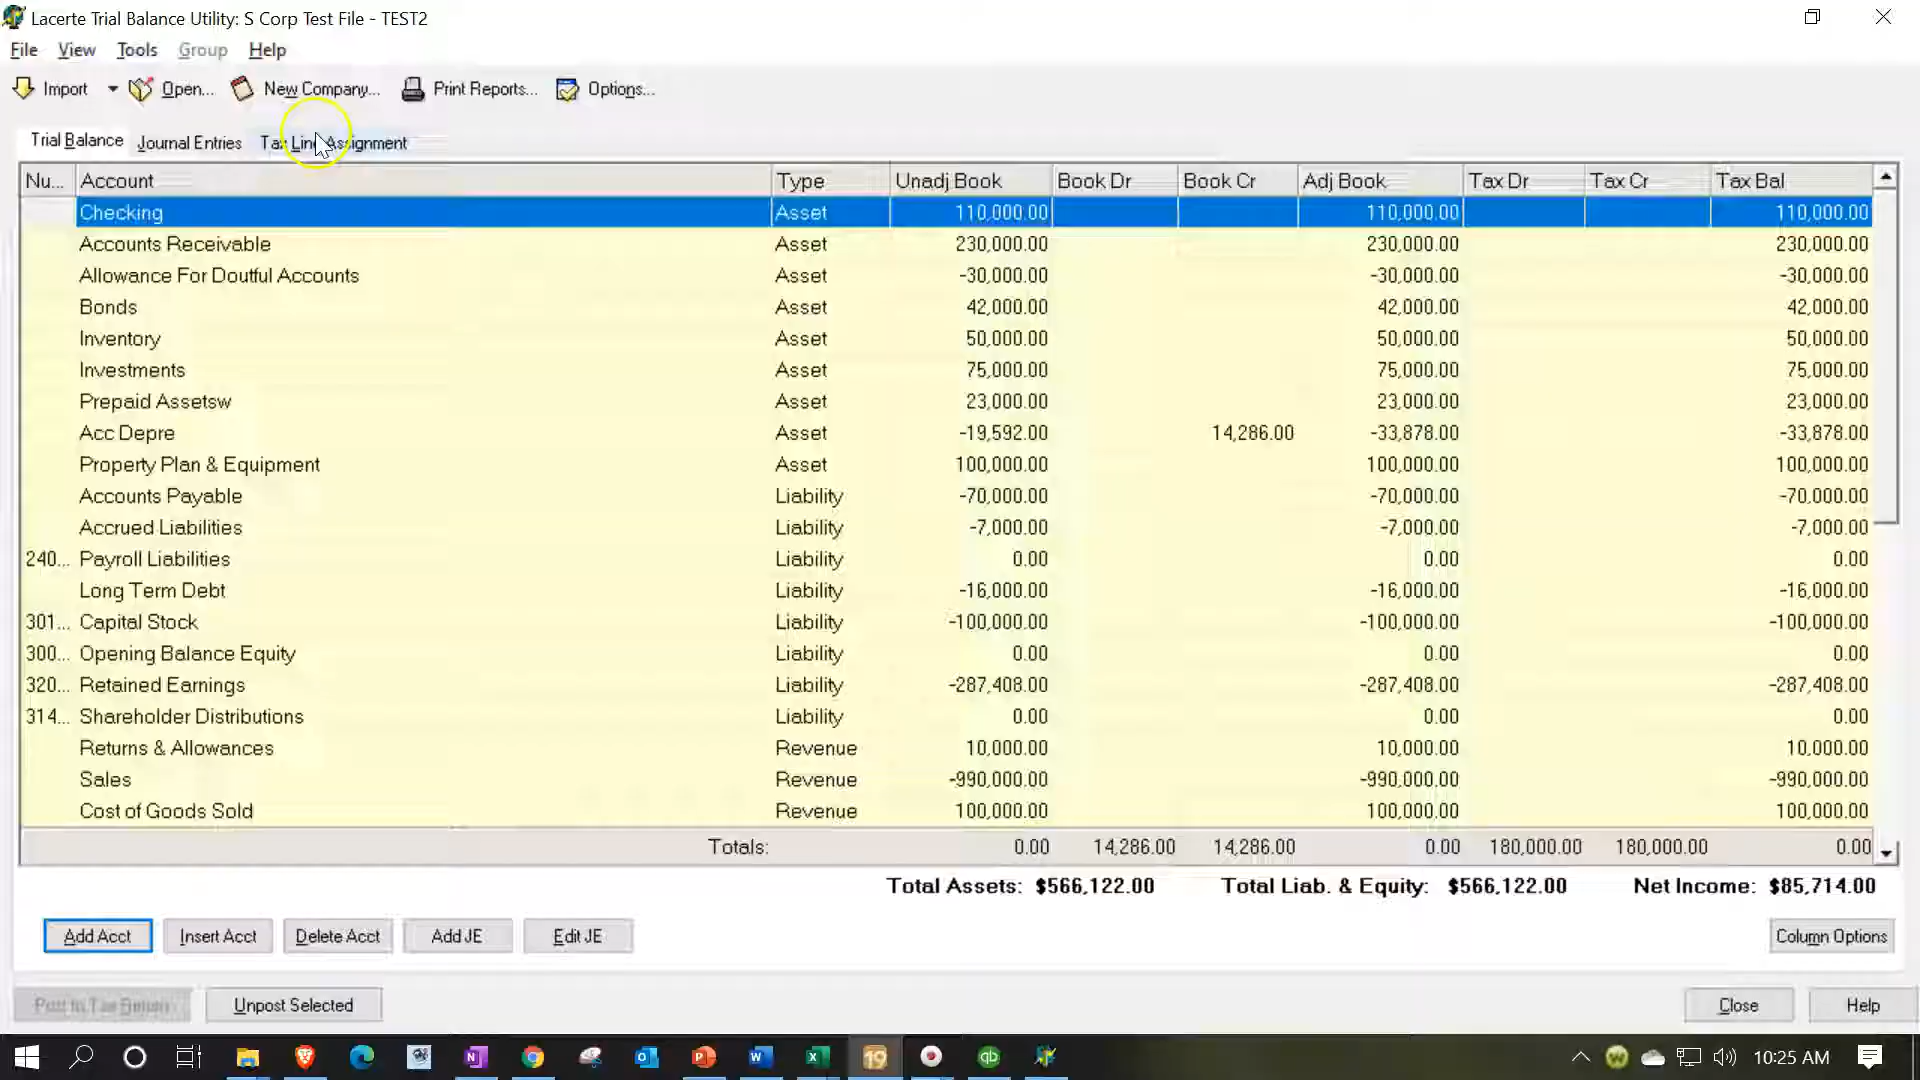 Lacerte Trial Balance Utility: S Corp Test File - TEST2
File View Tools Group Help
Import Open... New Company... Print Reports... Options...
Trial Balance Journal Entries Tax Line Assignment
Nu... Account Type Unadj Book Book Dr Book Cr Adj Book Tax Dr Tax Cr Tax Bal
Checking Asset 110,000.00 110,000.00 110,000.00
Accounts Receivable Asset 230,000.00 230,000.00 230,000.00
Allowance For Doutful Accounts Asset -30,000.00 -30,000.00 -30,000.00
Bonds Asset 42,000.00 42,000.00 42,000.00
Inventory Asset 50,000.00 50,000.00 50,000.00
Investments Asset 75,000.00 75,000.00 75,000.00
Prepaid Assetsw Asset 23,000.00 23,000.00 23,000.00
Acc Depre Asset -19,592.00 14,286.00 -33,878.00 -33,878.00
Property Plan & Equipment Asset 100,000.00 100,000.00 100,000.00
Accounts Payable Liability -70,000.00 -70,000.00 -70,000.00
Accrued Liabilities Liability -7,000.00 -7,000.00 -7,000.00
240... Payroll Liabilities Liability 0.00 0.00 0.00
Long Term Debt Liability -16,000.00 -16,000.00 -16,000.00
301... Capital Stock Liability -100,000.00 -100,000.00 -100,000.00
300... Opening Balance Equity Liability 0.00 0.00 0.00
320... Retained Earnings Liability -287,408.00 -287,408.00 -287,408.00
314... Shareholder Distributions Liability 0.00 0.00 0.00
Returns & Allowances Revenue 10,000.00 10,000.00 10,000.00
Sales Revenue -990,000.00 -990,000.00 -990,000.00
Cost of Goods Sold Revenue 100,000.00 100,000.00 100,000.00
Totals: 0.00 14,286.00 14,286.00 0.00 180,000.00 180,000.00 0.00
Total Assets: $566,122.00 Total Liab. & Equity: $566,122.00 Net Income: $85,714.00
Add Acct Insert Acct Delete Acct Add JE Edit JE Column Options
Post to Tax Return Unpost Selected Close Help
19 10:25 AM